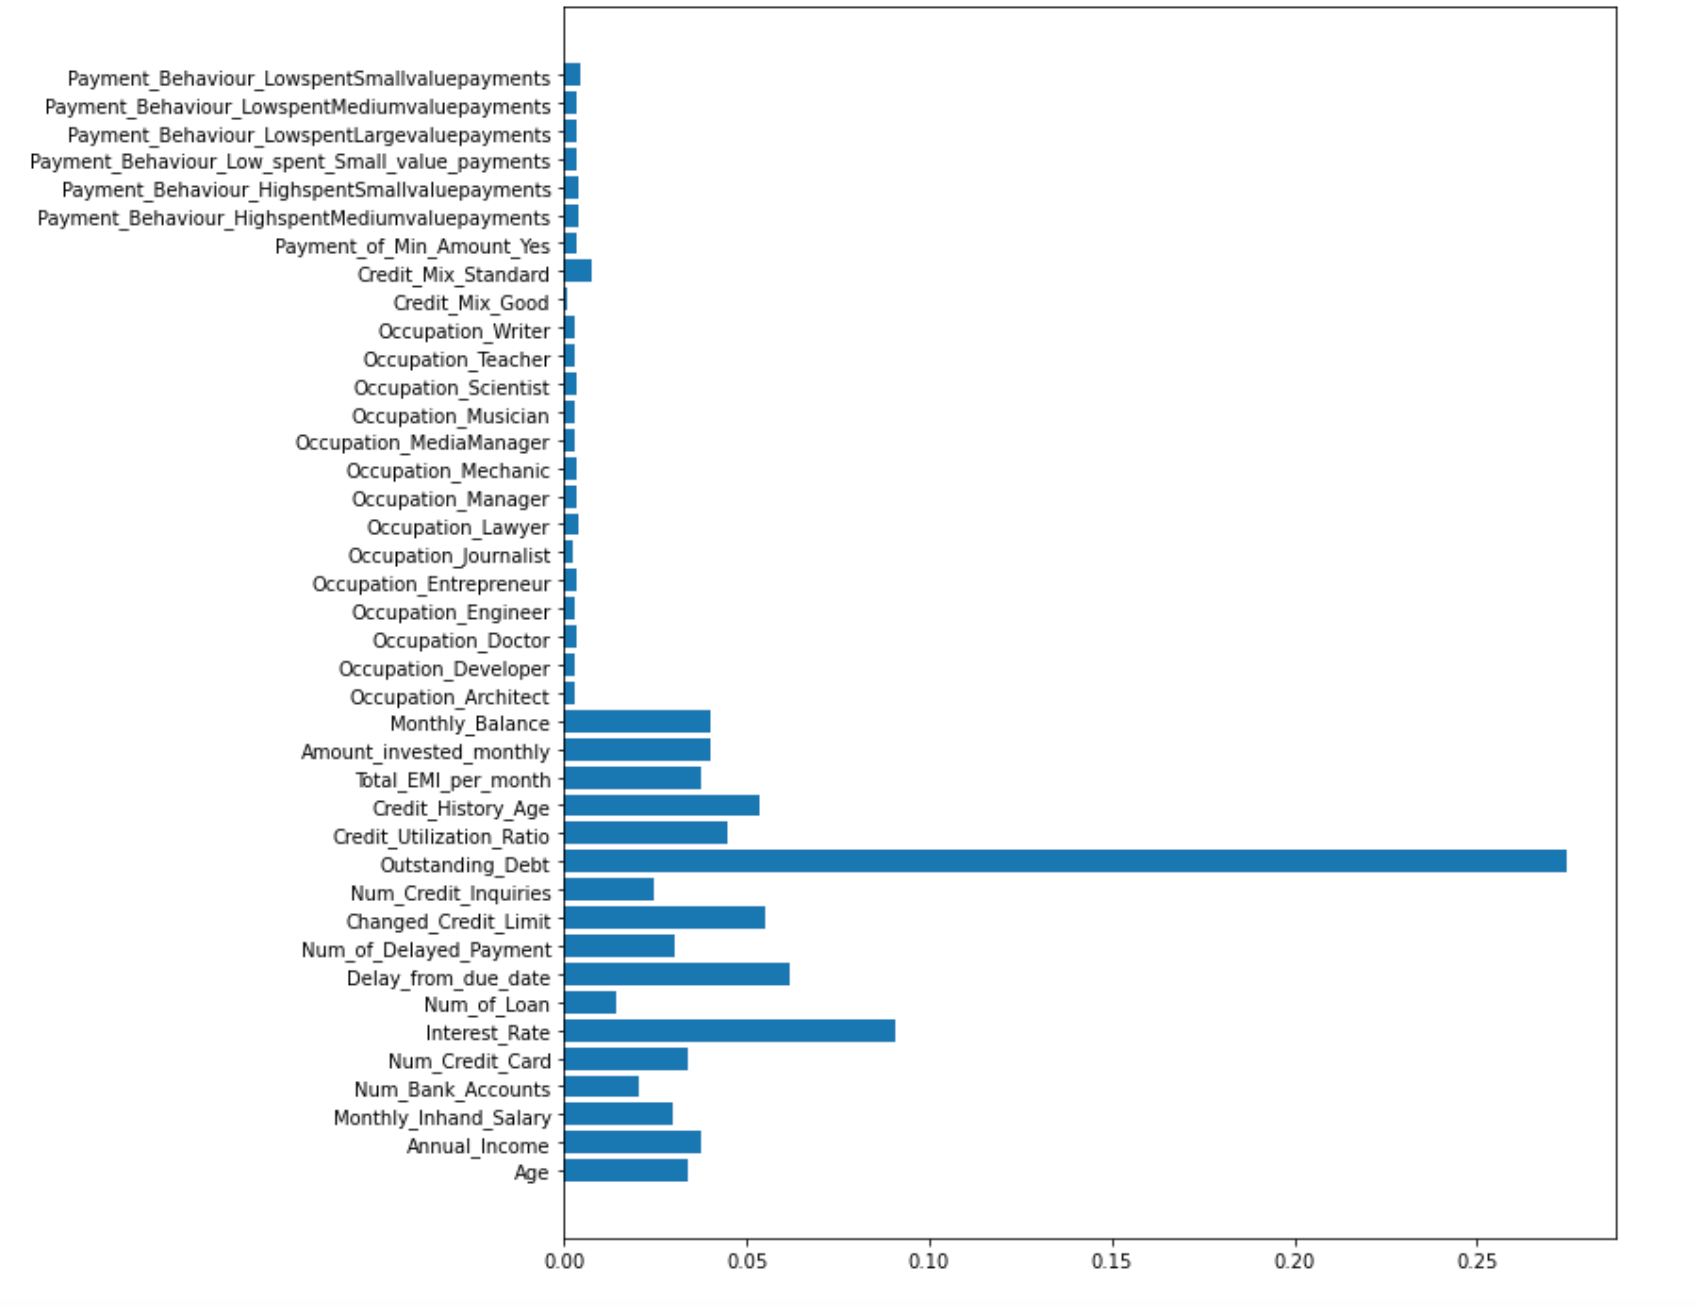 Payment_Behaviour_LowspentSmallvaluepayments
Payment_Behaviour_LowspentMediumvaluepayments
Payment_Behaviour_LowspentLargevaluepayments
Payment_Behaviour_Low_spent_Small_value_payments
Payment_Behaviour_HighspentSmallvaluepayments
Payment_Behaviour_HighspentMediumvaluepayments
Payment_of_Min_Amount_Yes
Credit_Mix_Standard
Credit_Mix_Good
Occupation_Writer
Occupation_Teacher
Occupation_Scientist
Occupation_Musician
Occupation_MediaManager
Occupation_Mechanic
Occupation_Manager
Occupation_Lawyer
Occupation_Journalist
Occupation_Entrepreneur
Occupation_Engineer
Occupation_Doctor
Occupation_Developer
Occupation_Architect
Monthly_Balance
Amount_invested_monthly
Total_EMI_per_month
Credit_History_Age
Credit_Utilization_Ratio
Outstanding_Debt
Num_Credit_Inquiries
Changed_Credit_Limit
Num_of_Delayed_Payment
Delay_from_due_date
Num_of_Loan
Interest_Rate
Num_Credit_Card
Num_Bank_Accounts
Monthly_Inhand_Salary
Annual_Income
Age
0.00 0.05 0.10 0.15 0.20 0.25